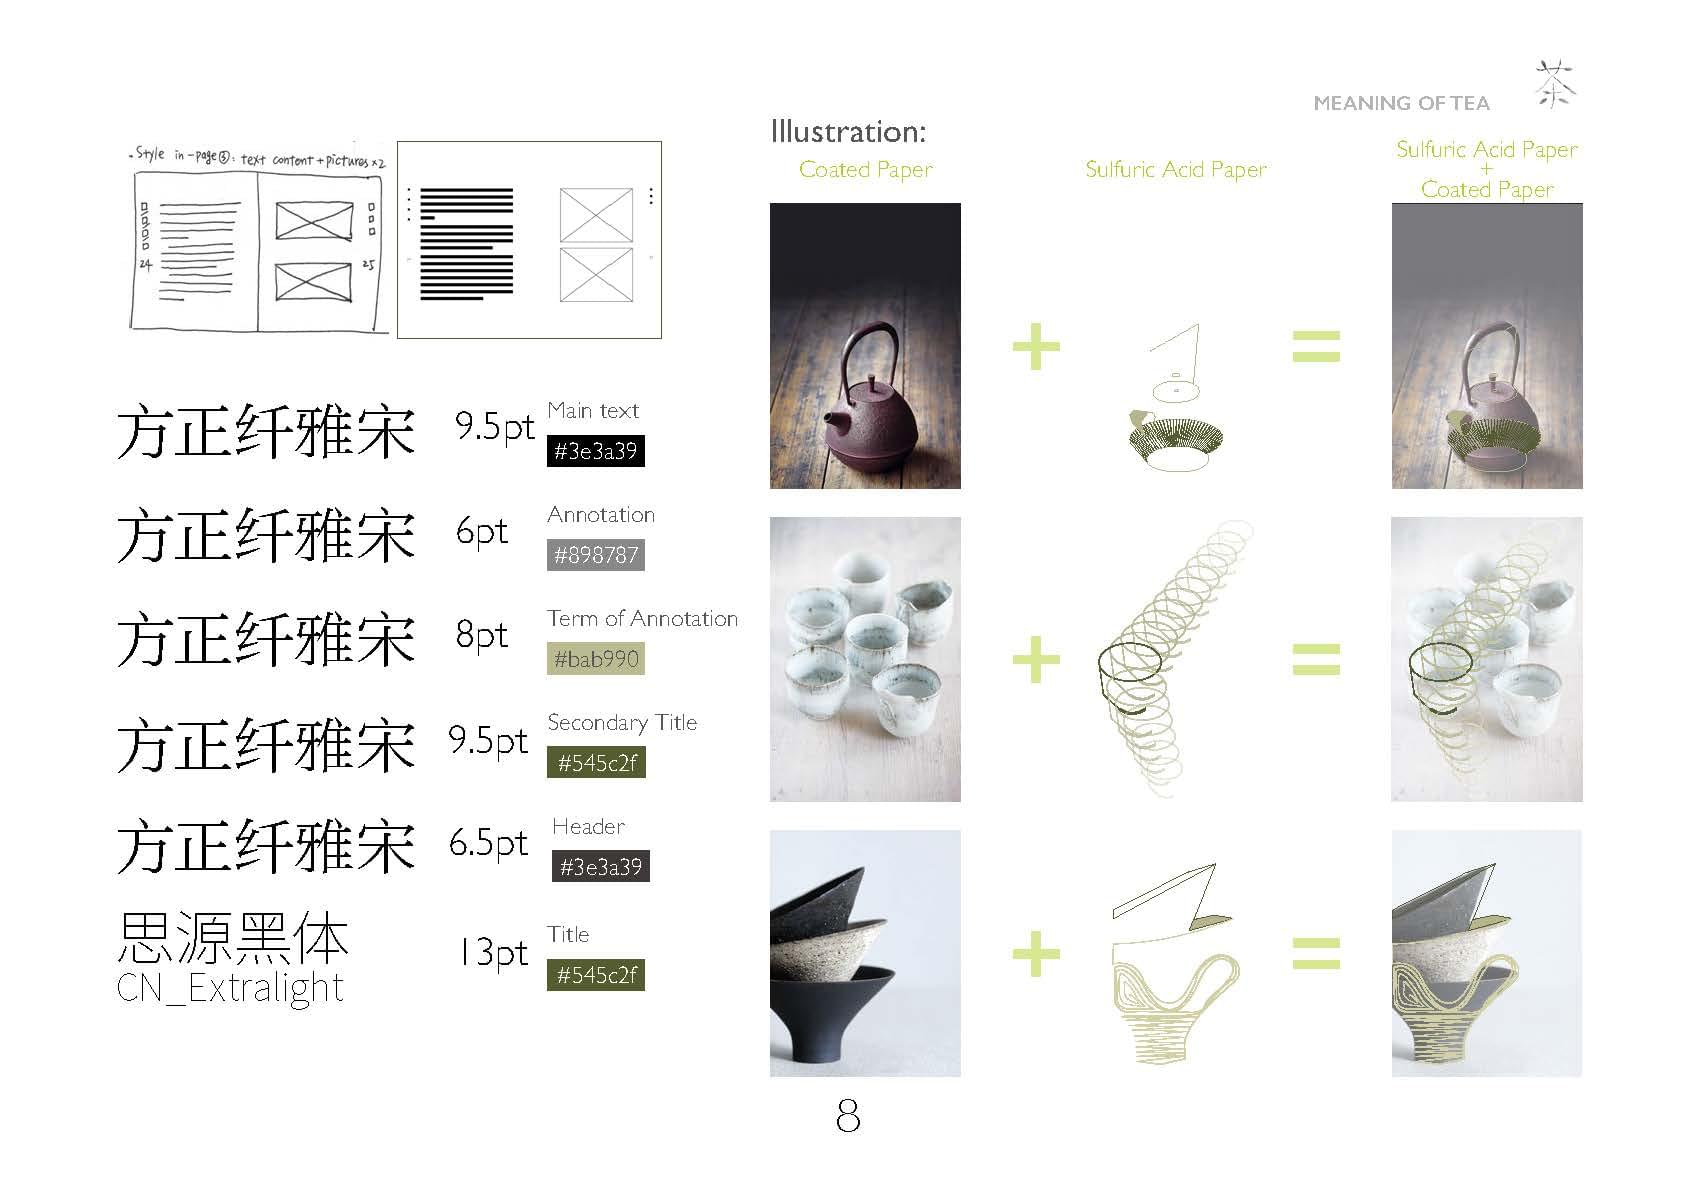 MEANING OF TEA
茶
.Style in-page③: text content+pictures×2
24
25
方正纤雅宋 9.5pt Main text
#3e3a39
方正纤雅宋 6pt Annotation
#898787
方正纤雅宋 8pt Term of Annotation
#bab990
方正纤雅宋 9.5pt Secondary Title
#545c2f
方正纤雅宋 6.5pt Header
#3e3a39
思源黑体
CN_Extralight
13pt Title
#545c2f
Illustration:
Coated Paper
Sulfuric Acid Paper
Sulfuric Acid Paper
+
Coated Paper
+ =
+ =
+ =
8